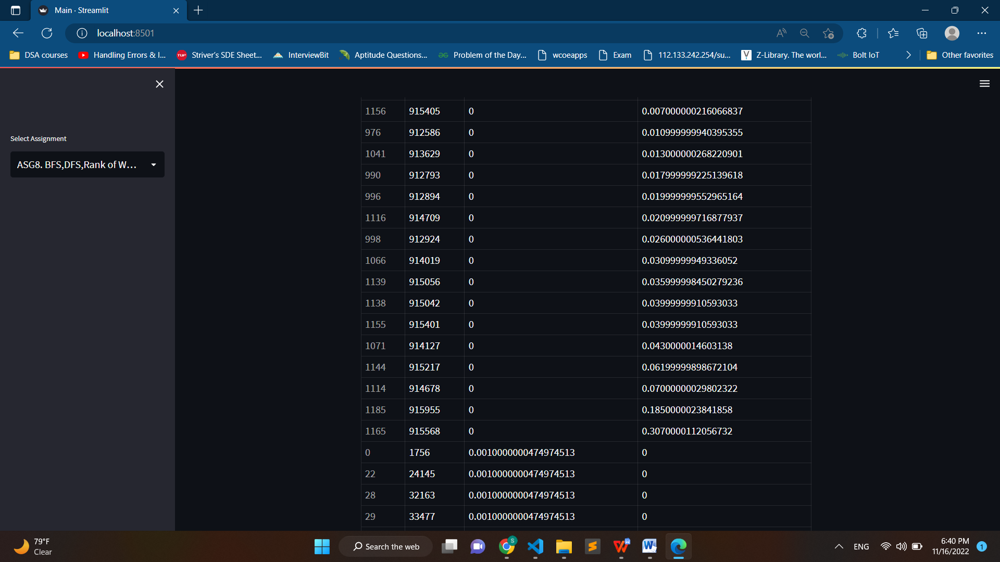 Main · Streamlit
localhost:8501
DSA courses Handling Errors & I... TUF Striver's SDE Sheet... InterviewBit Aptitude Questions... Problem of the Day... wcoeapps Exam 112.133.242.254/su... Z-Library. The worl... Bolt IoT Other favorites
Select Assignment
ASG8. BFS,DFS,Rank of W...
1156 915405 0 0.007000000216066837
976 912586 0 0.010999999940395355
1041 913629 0 0.013000000268220901
990 912793 0 0.017999999225139618
996 912894 0 0.019999999552965164
1116 914709 0 0.020999999716877937
998 912924 0 0.026000000536441803
1066 914019 0 0.03099999949336052
1139 915056 0 0.035999998450279236
1138 915042 0 0.03999999910593033
1155 915401 0 0.03999999910593033
1071 914127 0 0.0430000014603138
1144 915217 0 0.06199999898672104
1114 914678 0 0.07000000029802322
1185 915955 0 0.1850000023841858
1165 915568 0 0.3070000112056732
0 1756 0.0010000000474974513 0
22 24145 0.0010000000474974513 0
28 32163 0.0010000000474974513 0
29 33477 0.0010000000474974513 0
79°F
Clear
Search the web
S
ENG
6:40 PM
11/16/2022
1